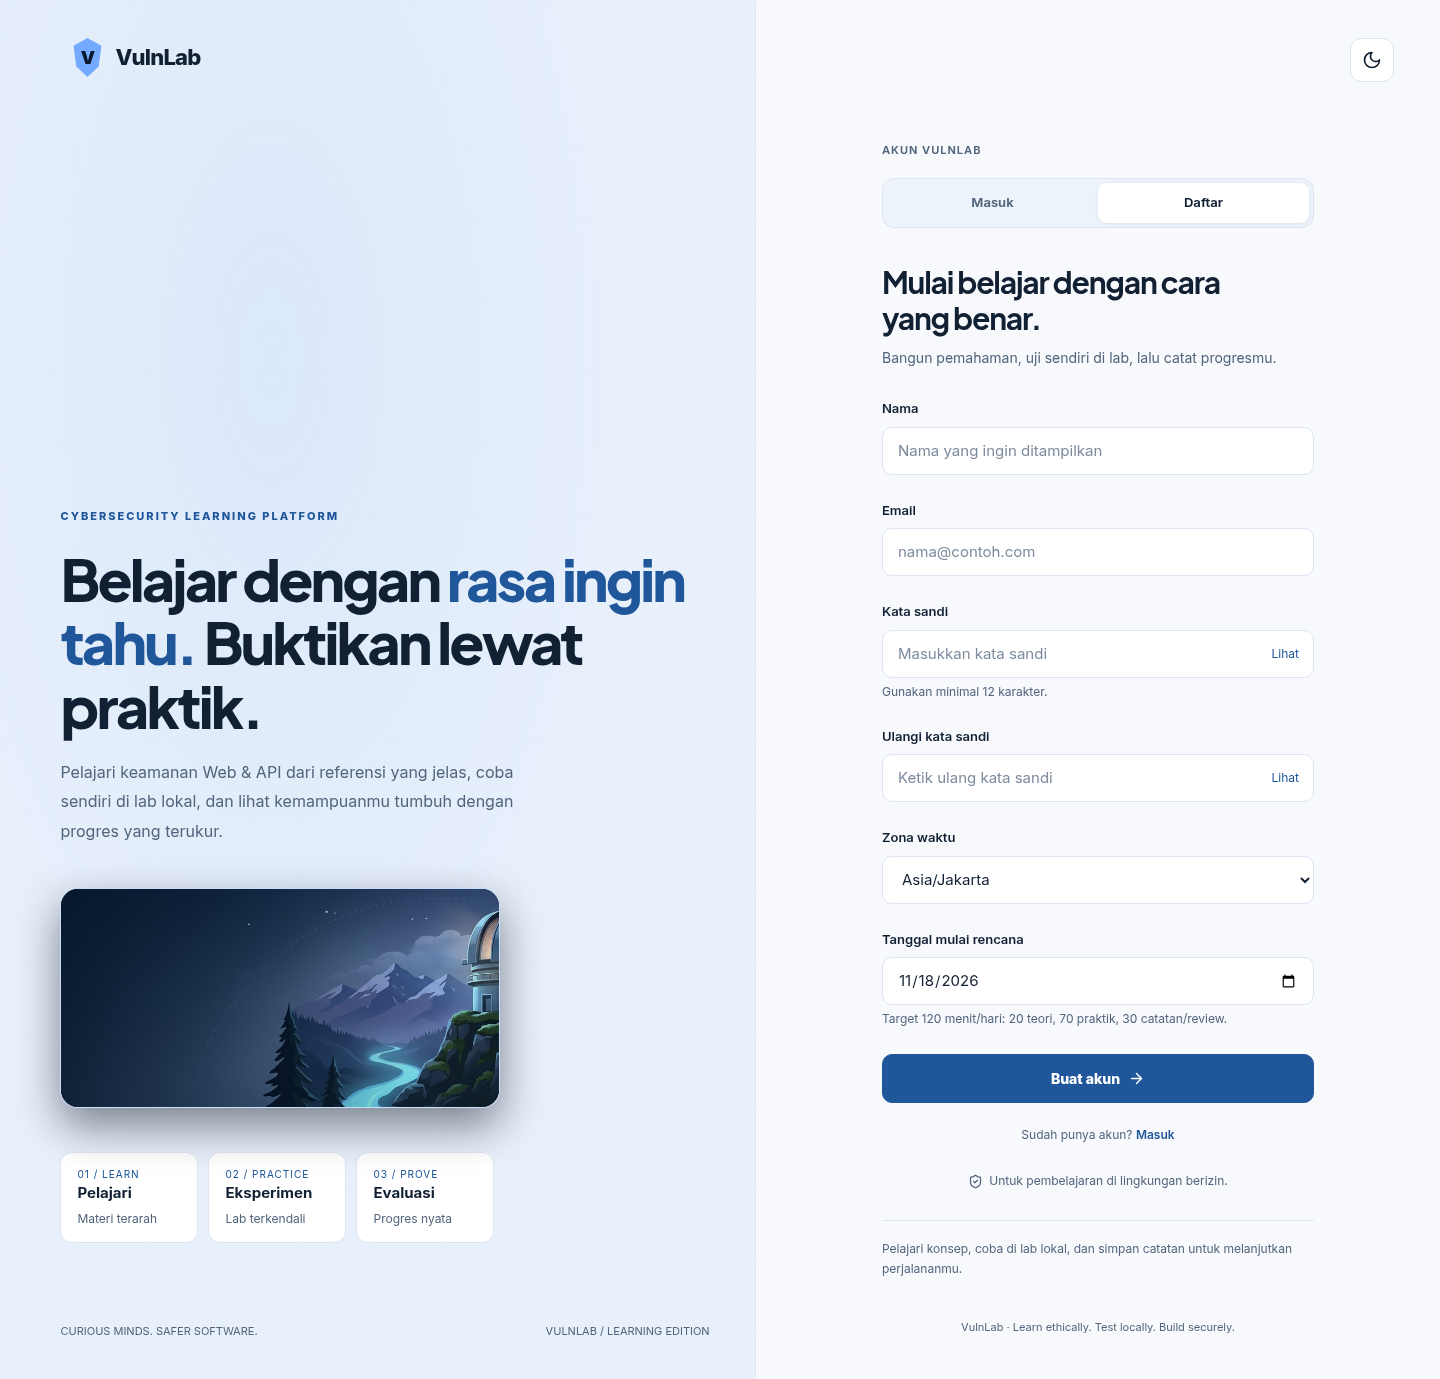 V VulnLab
CYBERSECURITY LEARNING PLATFORM
Belajar dengan rasa ingin
tahu. Buktikan lewat
praktik.
Pelajari keamanan Web & API dari referensi yang jelas, coba
sendiri di lab lokal, dan lihat kemampuanmu tumbuh dengan
progres yang terukur.
01 / LEARN
Pelajari
Materi terarah
02 / PRACTICE
Eksperimen
Lab terkendali
03 / PROVE
Evaluasi
Progres nyata
CURIOUS MINDS. SAFER SOFTWARE.
VULNLAB / LEARNING EDITION
AKUN VULNLAB
Masuk
Daftar
Mulai belajar dengan cara
yang benar.
Bangun pemahaman, uji sendiri di lab, lalu catat progresmu.
Nama
Nama yang ingin ditampilkan
Email
nama@contoh.com
Kata sandi
Masukkan kata sandi
Lihat
Gunakan minimal 12 karakter.
Ulangi kata sandi
Ketik ulang kata sandi
Lihat
Zona waktu
Asia/Jakarta
Tanggal mulai rencana
11/18/2026
Target 120 menit/hari: 20 teori, 70 praktik, 30 catatan/review.
Buat akun →
Sudah punya akun? Masuk
Untuk pembelajaran di lingkungan berizin.
Pelajari konsep, coba di lab lokal, dan simpan catatan untuk melanjutkan
perjalananmu.
VulnLab · Learn ethically. Test locally. Build securely.